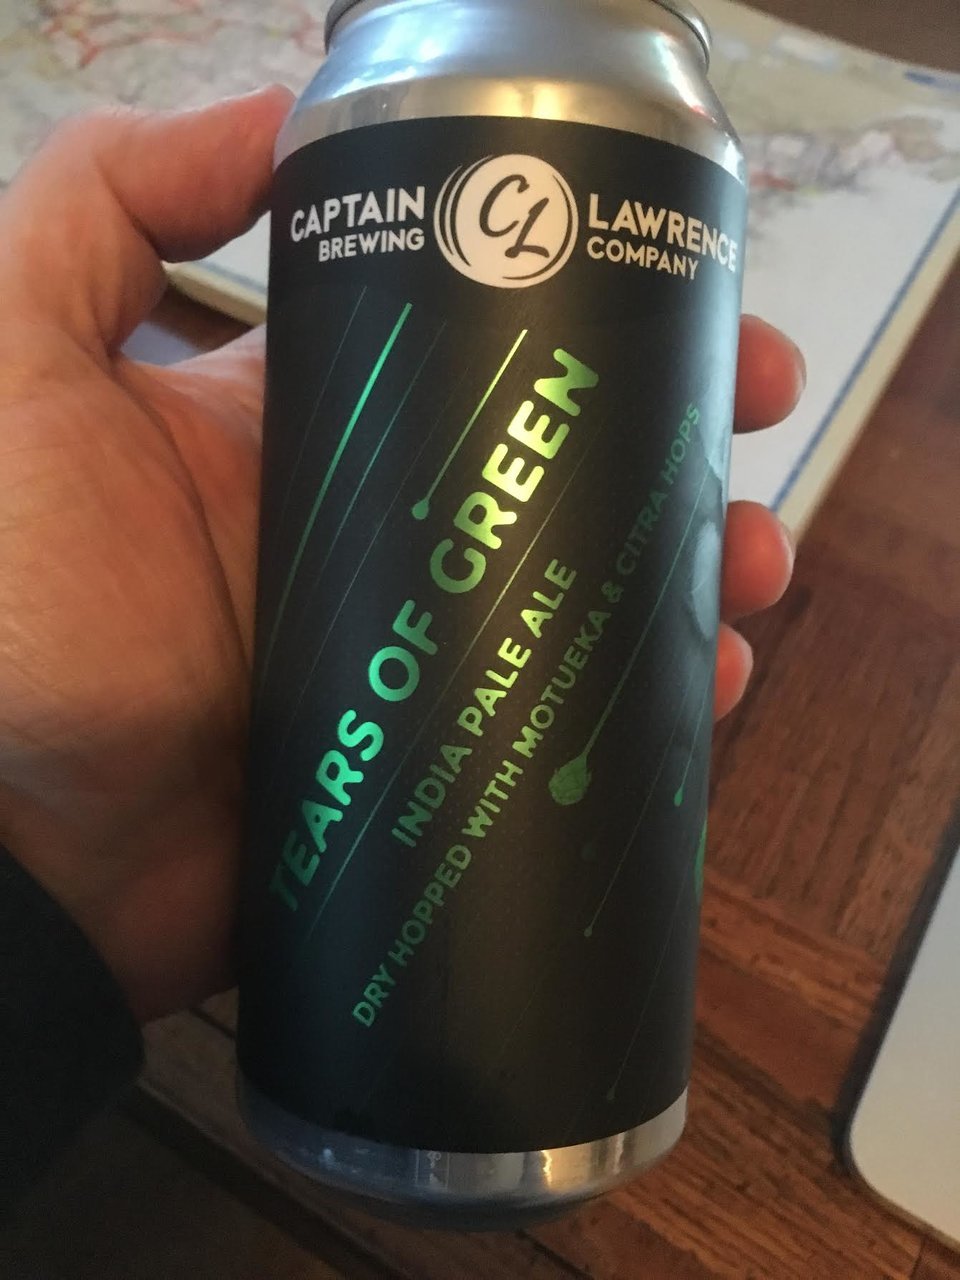 CAPTAIN
BREWING
CL
LAWRENCE
COMPANY
TEARS OF GREEN
INDIA PALE ALE
DRY HOPPED WITH MOTUEKA & CITRA HOPS